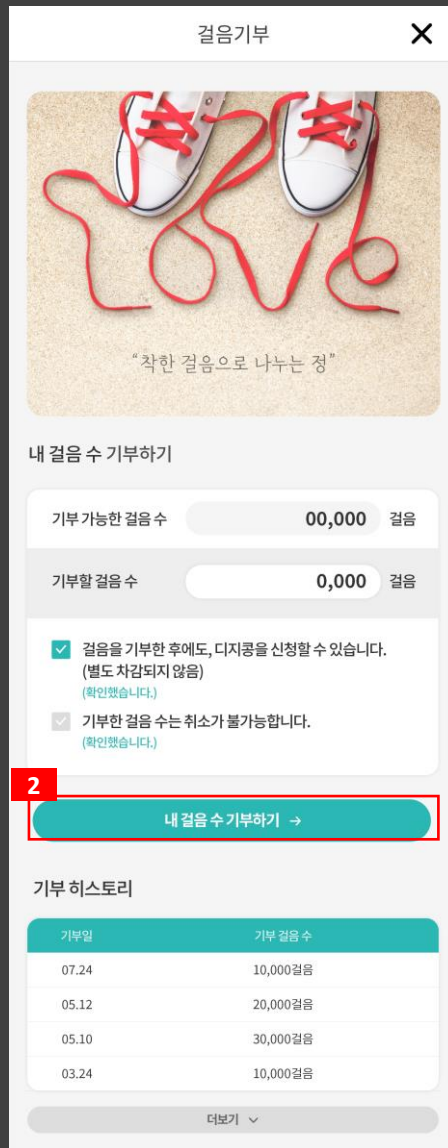 걸음기부
LOVE
“착한 걸음으로 나누는 정”
내 걸음 수 기부하기
기부 가능한 걸음 수 00,000 걸음
기부할 걸음 수 0,000 걸음
걸음을 기부한 후에도, 디지콩을 신청할 수 있습니다.
(별도 차감되지 않음)
(확인했습니다.)
기부한 걸음 수는 취소가 불가능합니다.
(확인했습니다.)
2
내 걸음 수 기부하기 →
기부 히스토리
기부일 기부 걸음 수
07.24 10,000걸음
05.12 20,000걸음
05.10 30,000걸음
03.24 10,000걸음
더보기